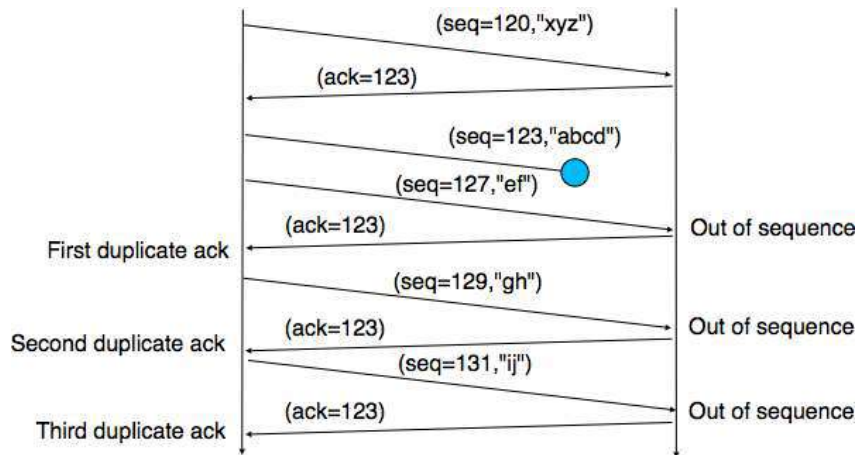 (seq=120,"xyz")
(ack=123)
(seq=123,"abcd")
(seq=127,"ef")
(ack=123)
Out of sequence
First duplicate ack
(seq=129,"gh")
(ack=123)
Out of sequence
Second duplicate ack
(seq=131,"ij")
(ack=123)
Out of sequence
Third duplicate ack